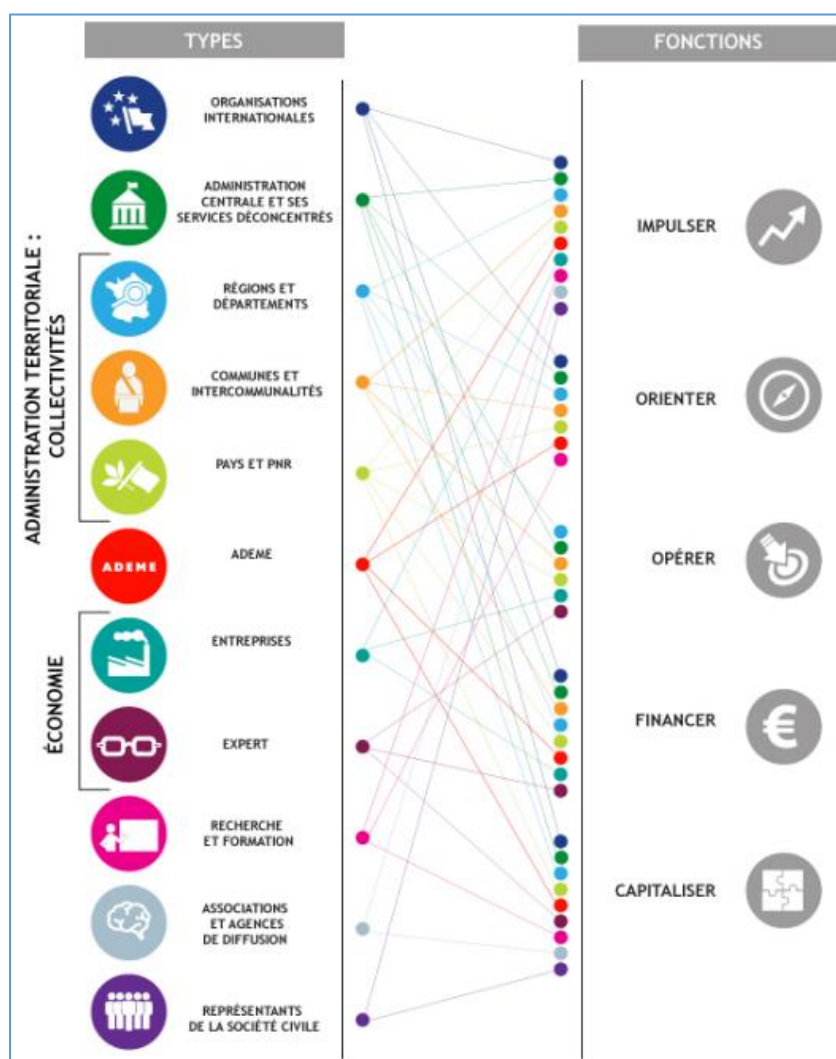 TYPES
FONCTIONS
ORGANISATIONS
INTERNATIONALES
ADMINISTRATION
CENTRALE ET SES
SERVICES DÉCONCENTRÉS
ADMINISTRATION TERRITORIALE :
COLLECTIVITÉS
RÉGIONS ET
DÉPARTEMENTS
COMMUNES ET
INTERCOMMUNALITÉS
PAYS ET PNR
ADEME
ADEME
ÉCONOMIE
ENTREPRISES
EXPERT
RECHERCHE
ET FORMATION
ASSOCIATIONS
ET AGENCES
DE DIFFUSION
REPRÉSENTANTS
DE LA SOCIÉTÉ CIVILE
IMPULSER
ORIENTER
OPÉRER
FINANCER
€
CAPITALISER